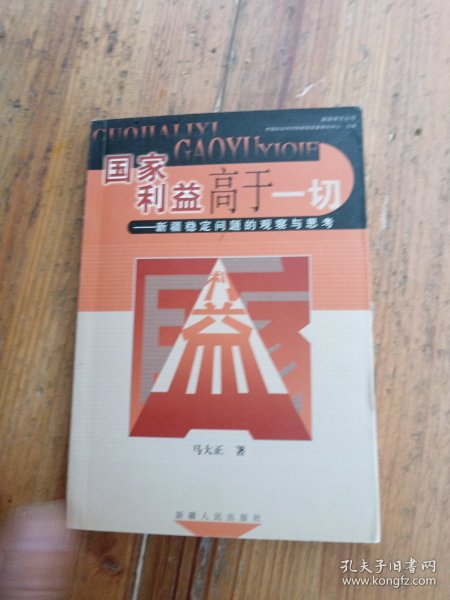 GUOJIALIYI
GAOYUYIQIE
国家
利益高于一切
——新疆稳定问题的观察与思考
利
益
马大正 著
新疆人民出版社
孔夫子旧书网
www.kongfz.com